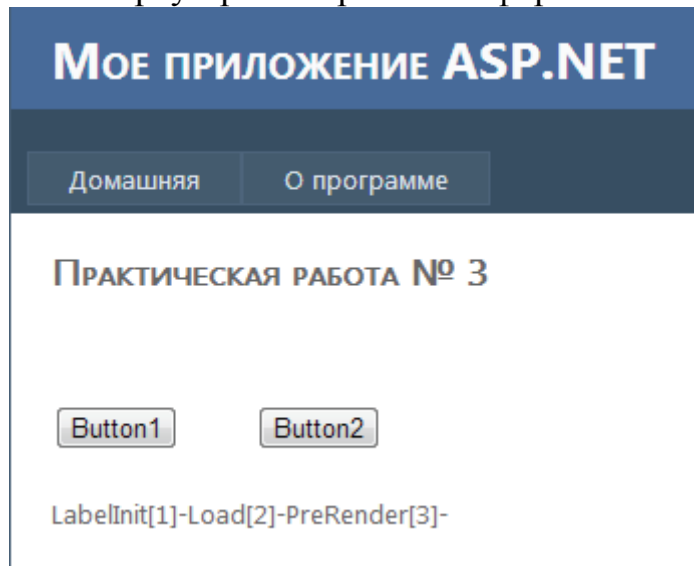 Мое приложение ASP.NET
Домашняя О программе
Практическая работа № 3
Button1 Button2
LabelInit[1]-Load[2]-PreRender[3]-